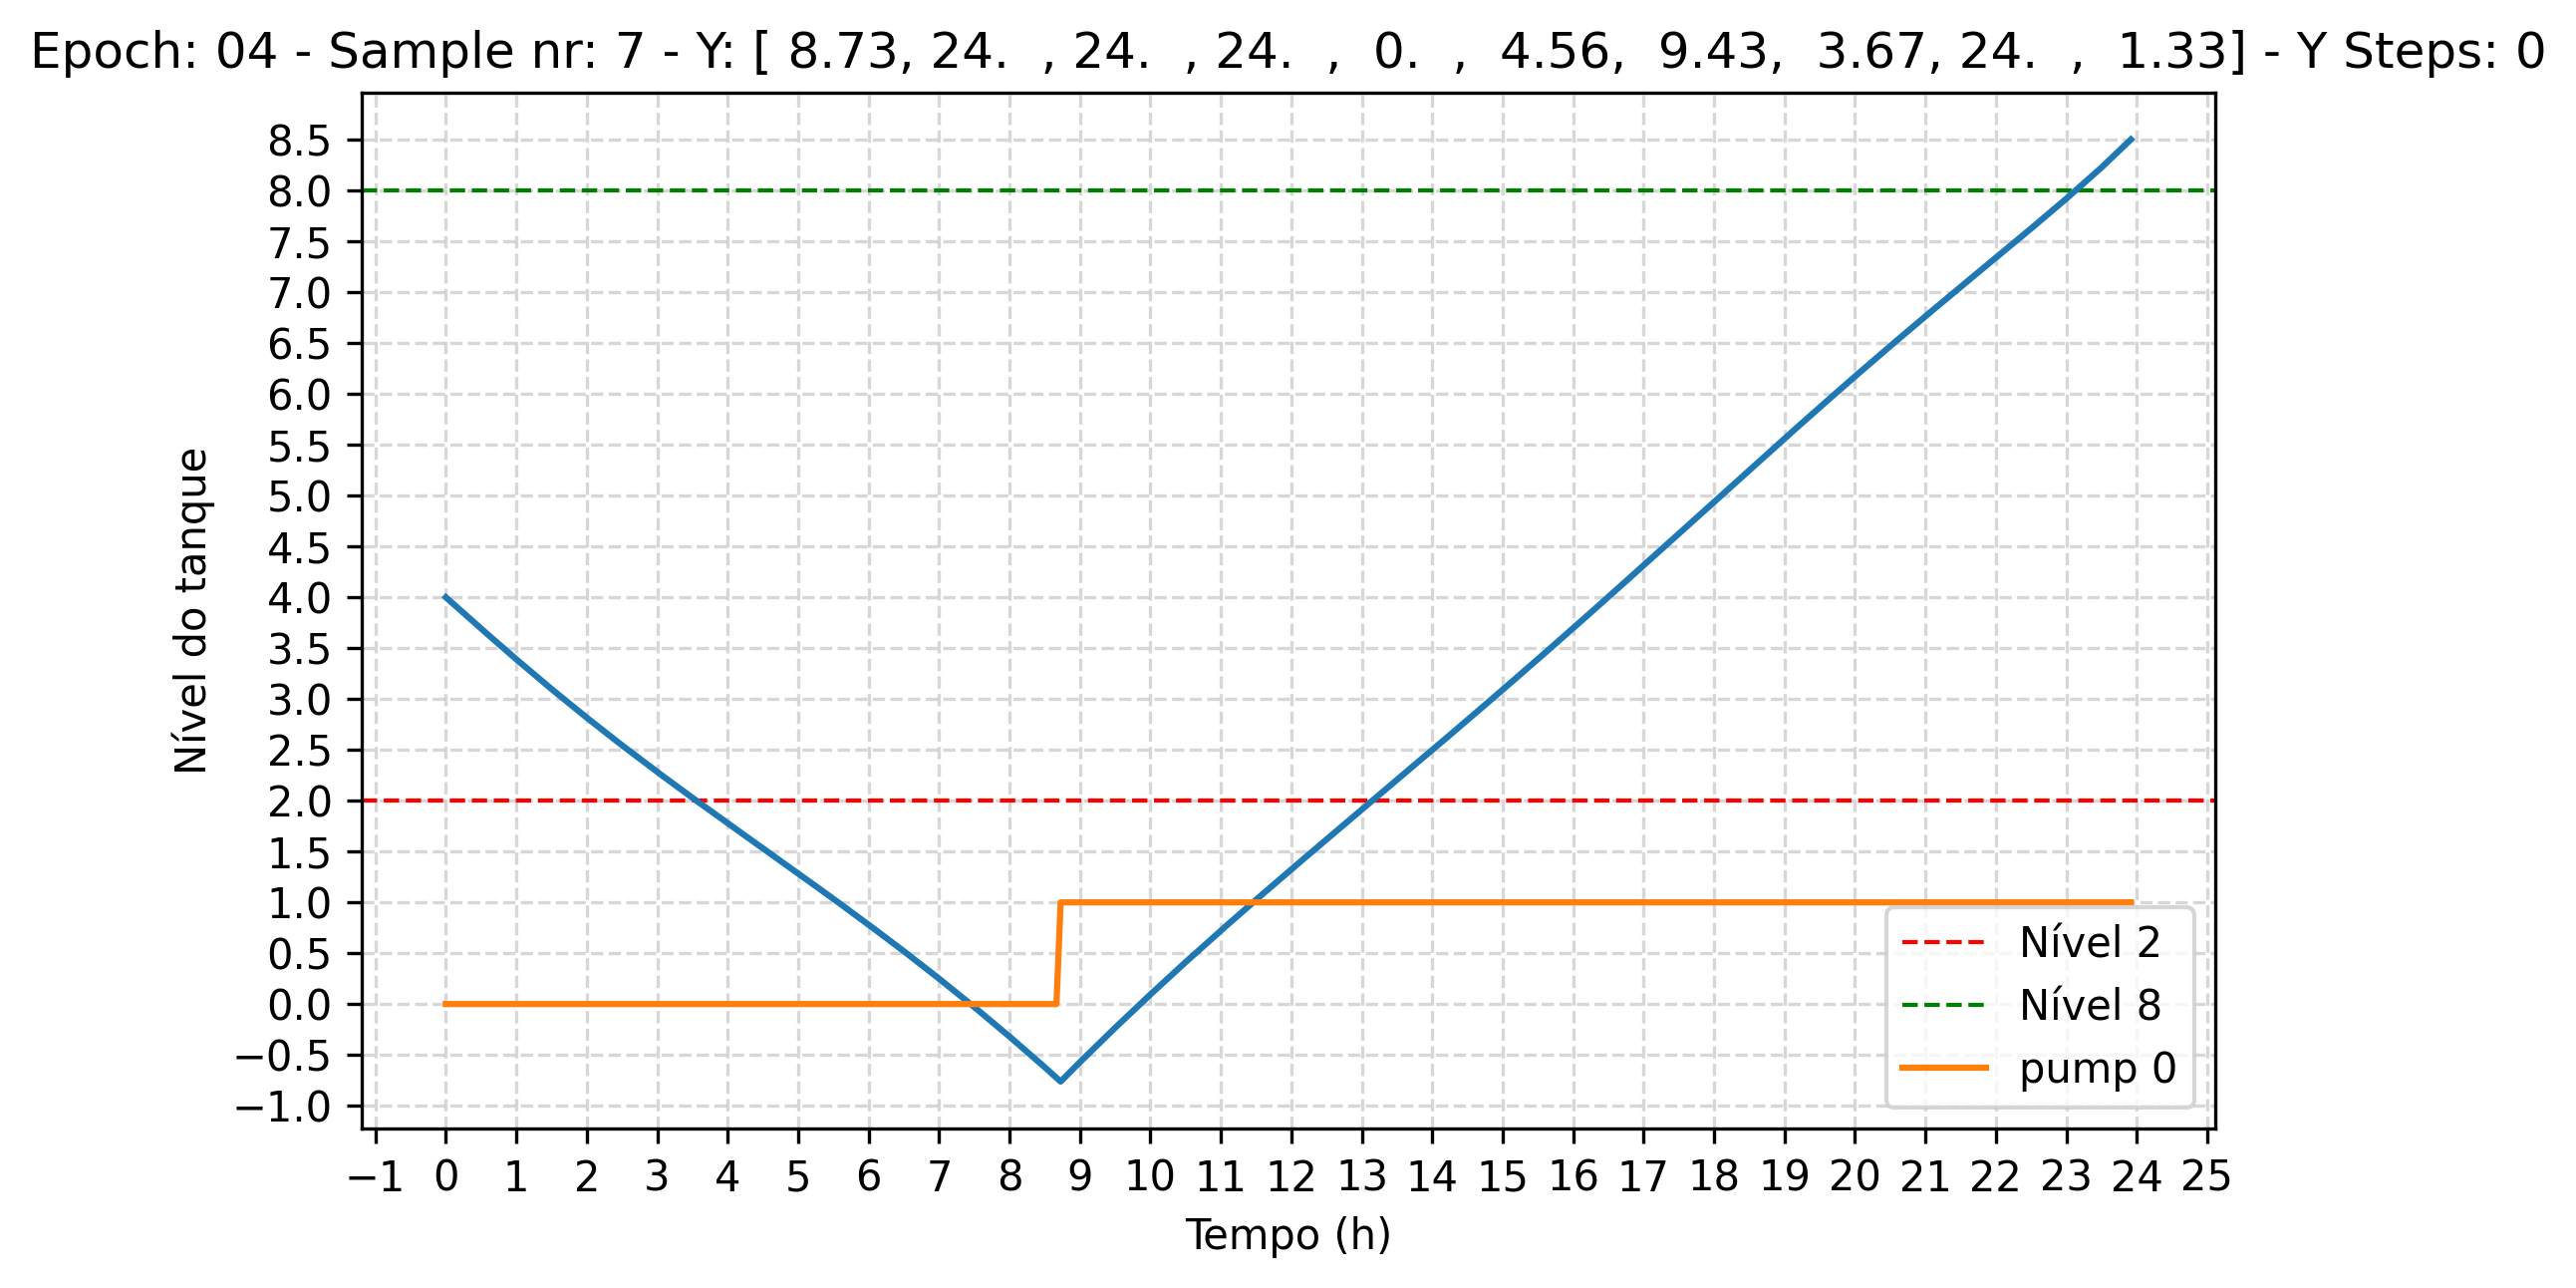 Epoch: 04 - Sample nr: 7 - Y: [ 8.73, 24. , 24. , 24. , 0. , 4.56, 9.43, 3.67, 24. , 1.33] - Y Steps: 0
8.5
8.0
7.5
7.0
6.5
6.0
5.5
5.0
4.5
4.0
3.5
3.0
2.5
2.0
1.5
1.0
0.5
0.0
−0.5
−1.0
Nível do tanque
Nível 2
Nível 8
pump 0
−1 0 1 2 3 4 5 6 7 8 9 10 11 12 13 14 15 16 17 18 19 20 21 22 23 24 25
Tempo (h)